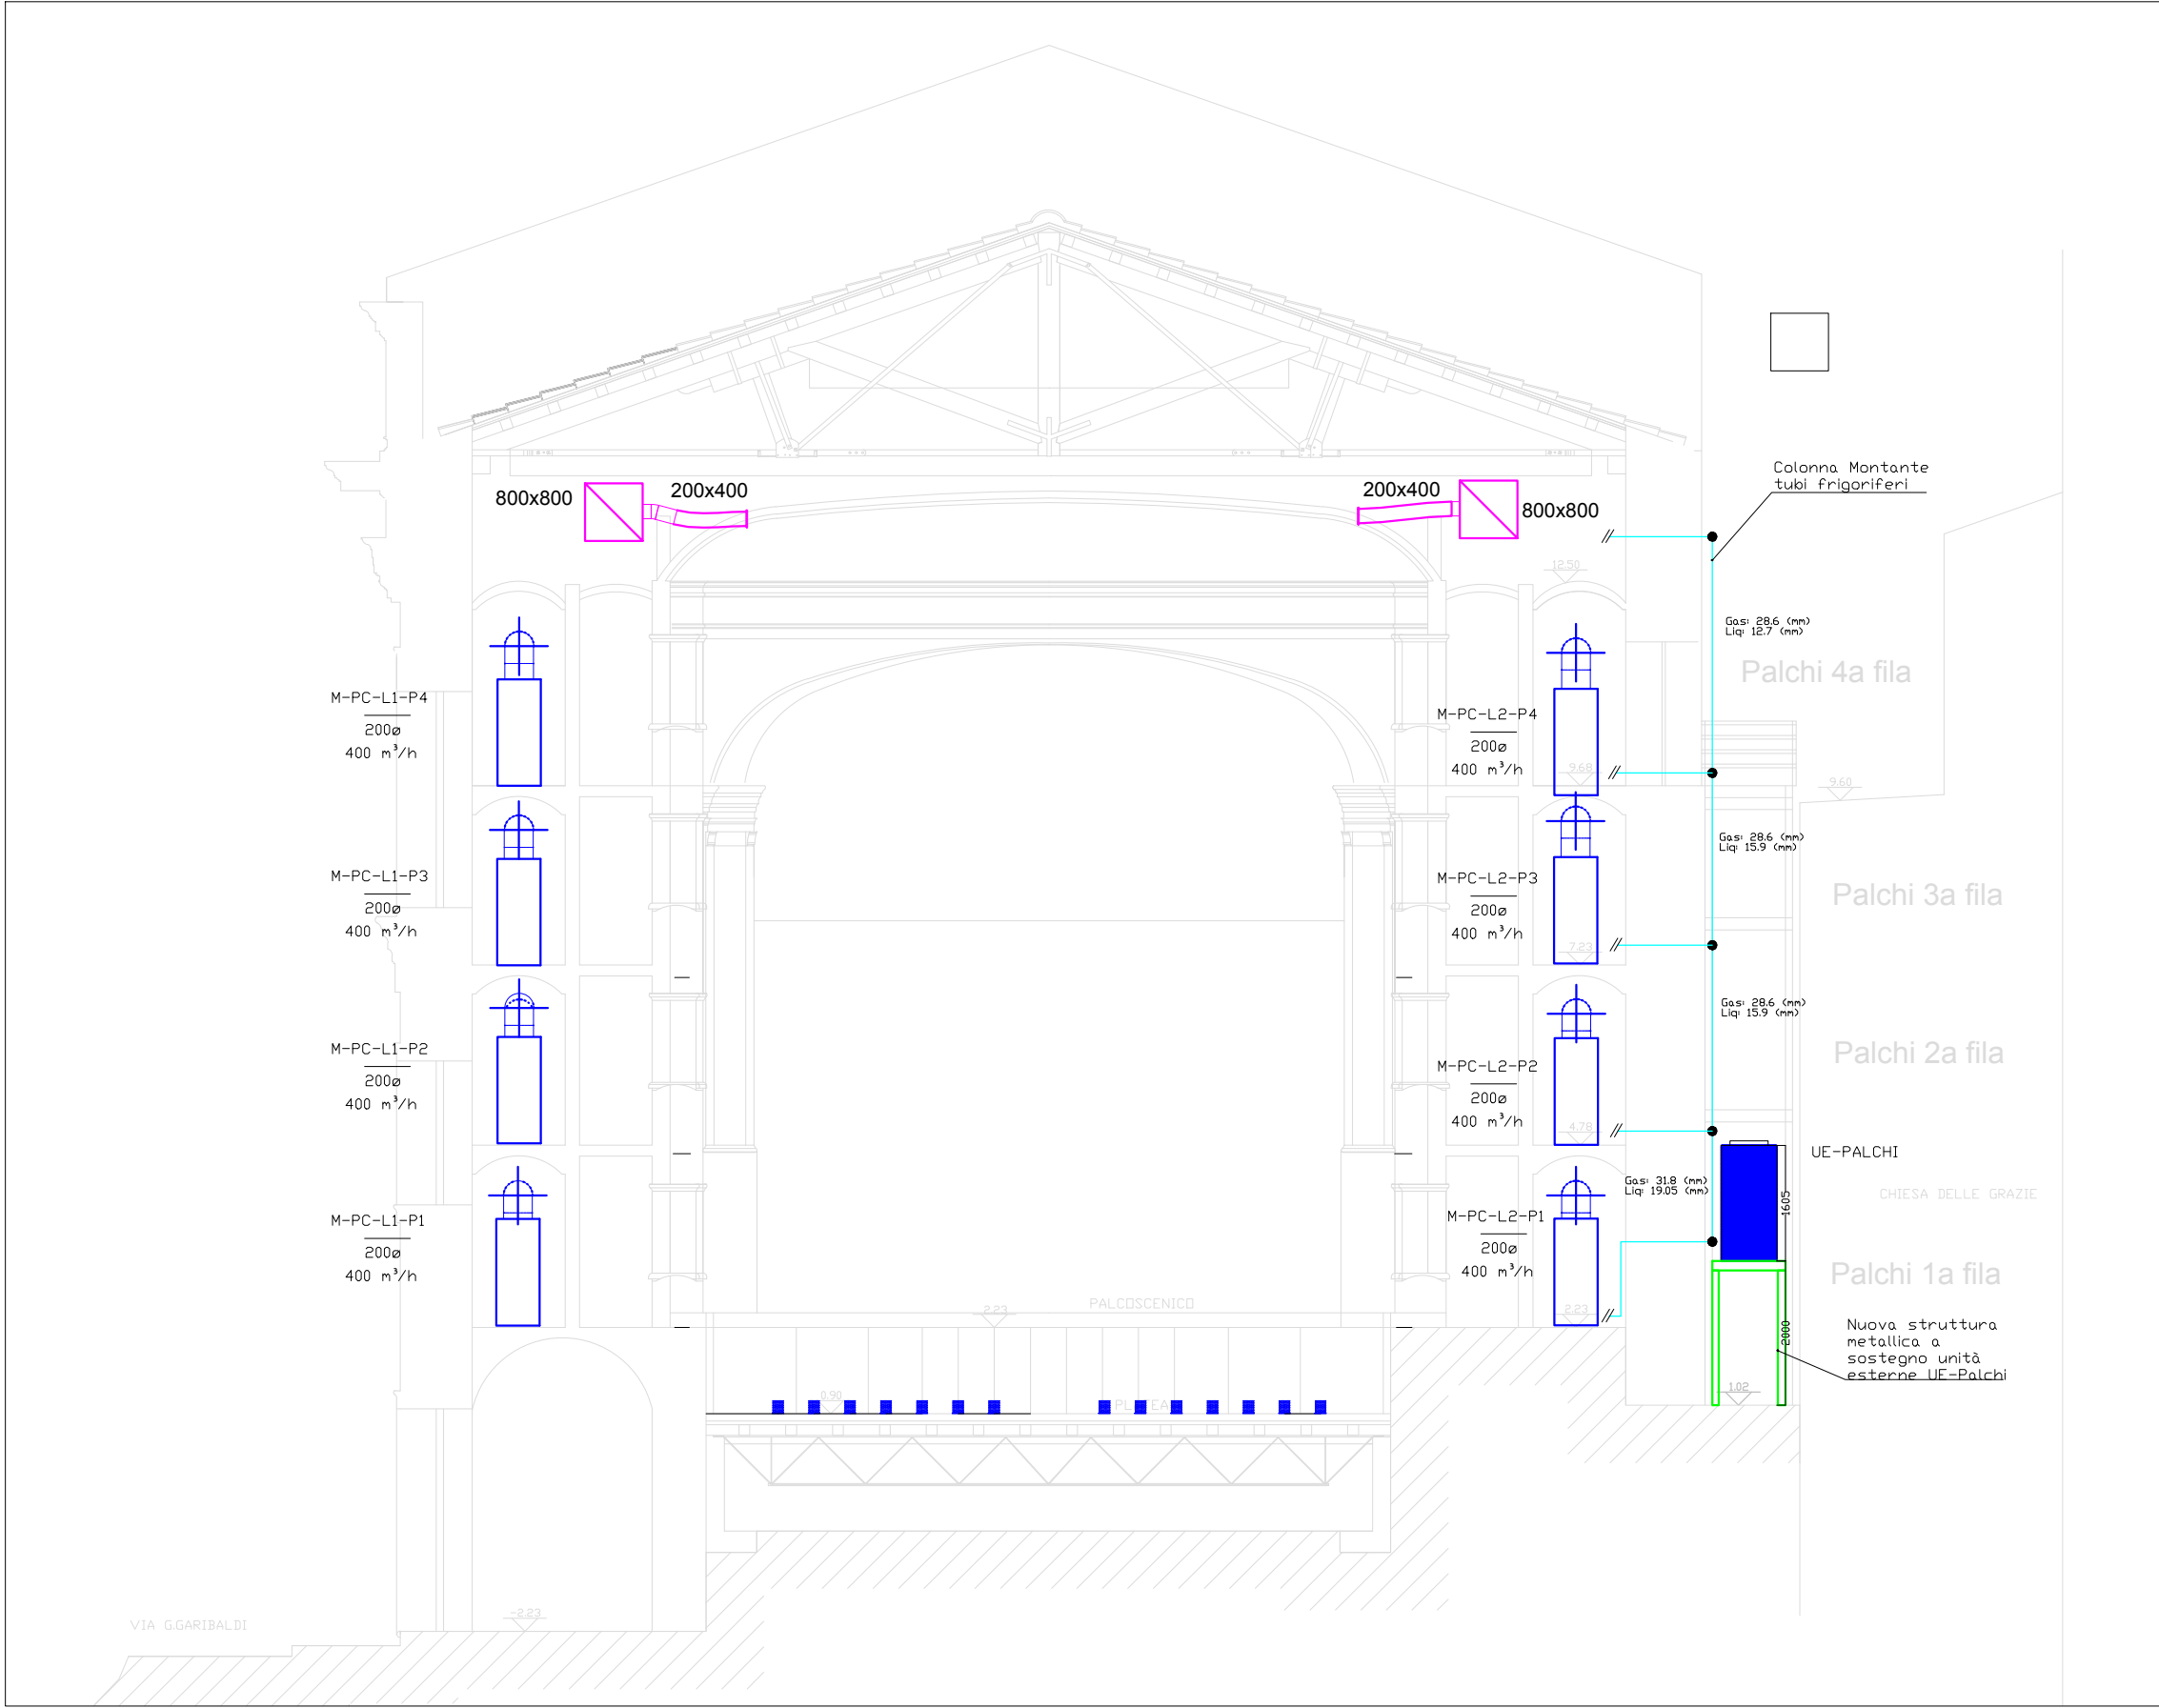 800x800
200x400
200x400
800x800
Colonna Montante
tubi frigoriferi
12.50
Gas: 28.6 (mm)
Liq: 12.7 (mm)
Palchi 4a fila
M-PC-L1-P4
200ø
400 m³/h
M-PC-L2-P4
200ø
400 m³/h
9.68
9.60
Gas: 28.6 (mm)
Liq: 15.9 (mm)
Palchi 3a fila
M-PC-L1-P3
200ø
400 m³/h
M-PC-L2-P3
200ø
400 m³/h
7.23
Gas: 28.6 (mm)
Liq: 15.9 (mm)
Palchi 2a fila
M-PC-L1-P2
200ø
400 m³/h
M-PC-L2-P2
200ø
400 m³/h
4.78
UE-PALCHI
Gas: 31.8 (mm)
Liq: 19.05 (mm)
1605
CHIESA DELLE GRAZIE
M-PC-L1-P1
200ø
400 m³/h
M-PC-L2-P1
200ø
400 m³/h
Palchi 1a fila
PALCOSCENICO
2.23
2.23
2000
Nuova struttura
metallica a
sostegno unità
esterne UE-Palchi
1.02
0.90
PLATEA
-2.23
VIA G.GARIBALDI